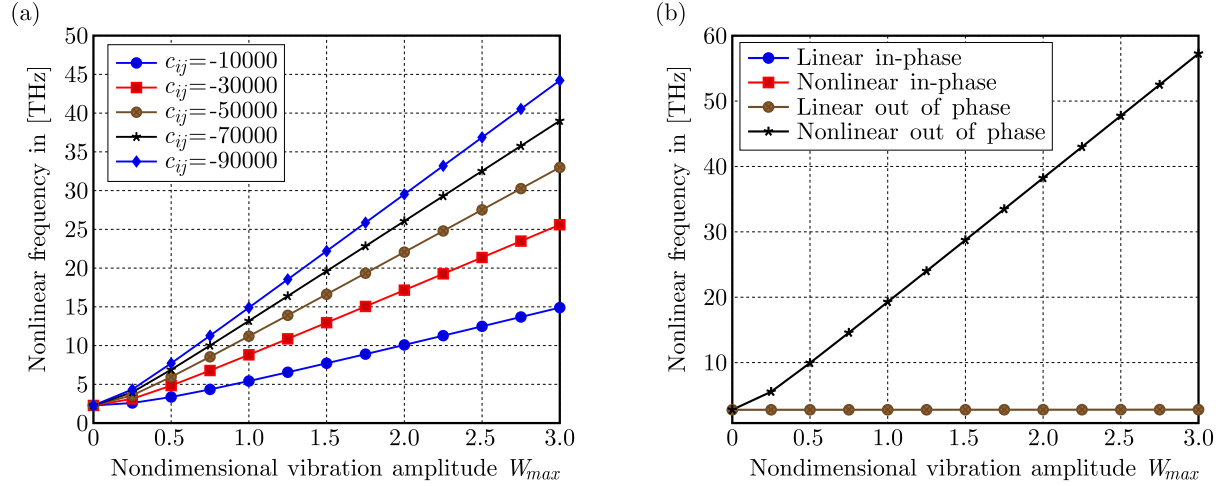 (a)
Nonlinear frequency in [THz]
50
45
40
35
30
25
20
15
10
5
0
c_ij=-10000
c_ij=-30000
c_ij=-50000
c_ij=-70000
c_ij=-90000
0 0.5 1.0 1.5 2.0 2.5 3.0
Nondimensional vibration amplitude W_max
(b)
Nonlinear frequency in [THz]
60
50
40
30
20
10
Linear in-phase
Nonlinear in-phase
Linear out of phase
Nonlinear out of phase
0 0.5 1.0 1.5 2.0 2.5 3.0
Nondimensional vibration amplitude W_max